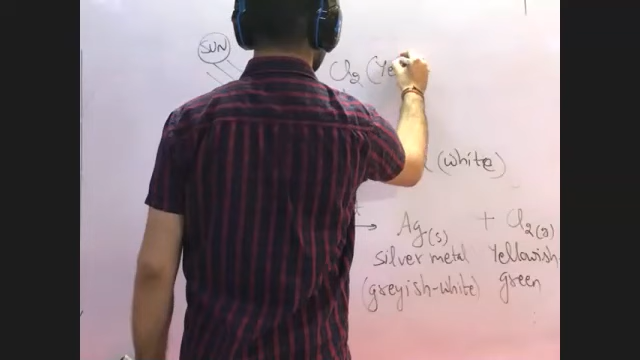 SUN
Cl2 (Ye
(white)
→ Ag(s) + Cl2(g)
silver metal Yellowish
(greyish-white) green